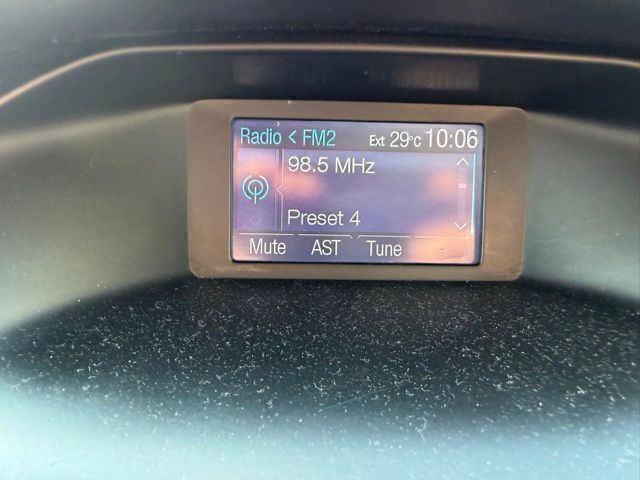 Radio < FM2 Ext 29°C 10:06
98.5 MHz
Preset 4
Mute AST Tune